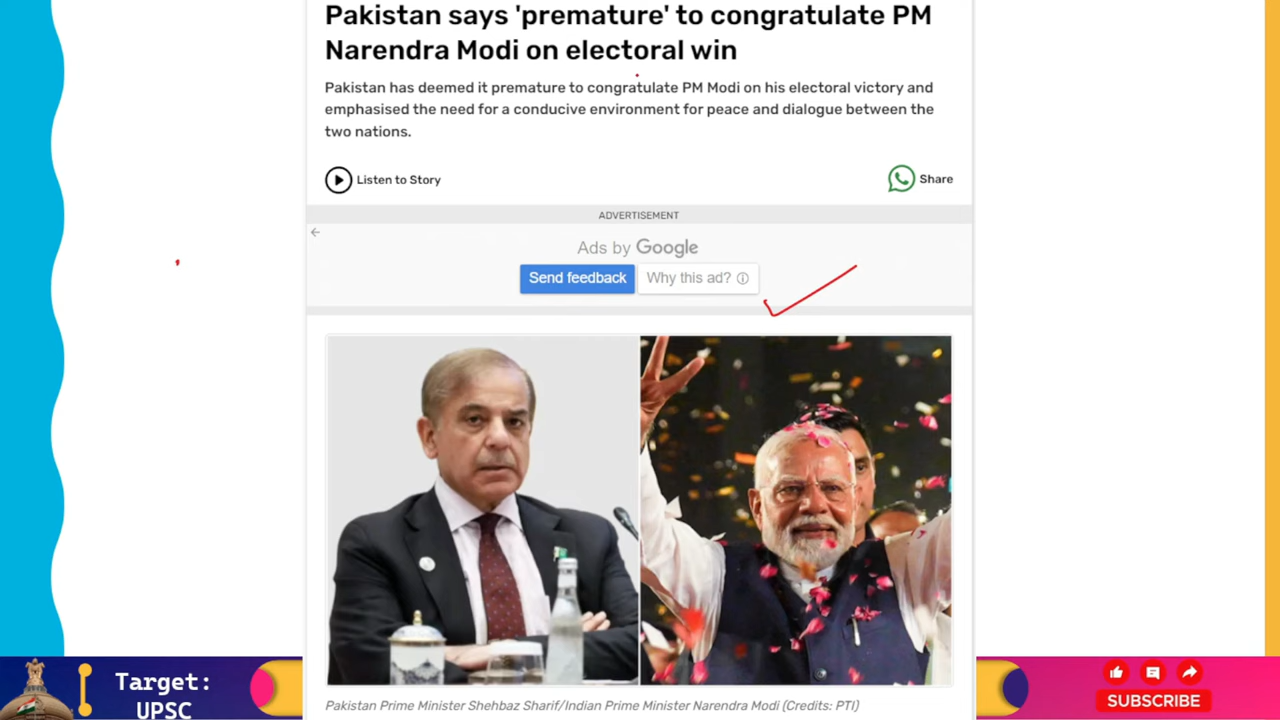 Pakistan says 'premature' to congratulate PM
Narendra Modi on electoral win
Pakistan has deemed it premature to congratulate PM Modi on his electoral victory and
emphasised the need for a conducive environment for peace and dialogue between the
two nations.
Listen to Story
Share
ADVERTISEMENT
Ads by Google
Send feedback
Why this ad?
Pakistan Prime Minister Shehbaz Sharif/Indian Prime Minister Narendra Modi (Credits: PTI)
Target:
UPSC
SUBSCRIBE